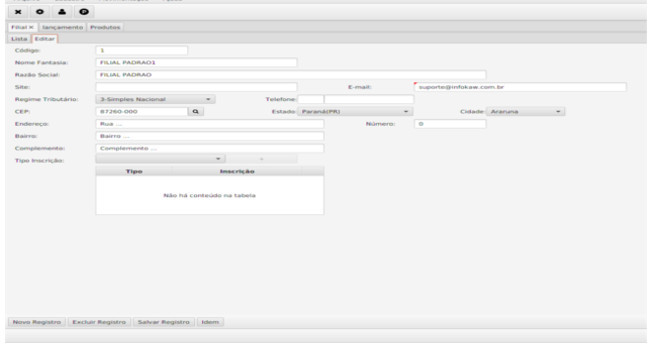 Filial × lançamento Produtos
Lista Editar
Código: 1
Nome Fantasia: FILIAL PADRAO1
Razão Social: FILIAL PADRAO
Site: E-mail: suporte@infokaw.com.br
Regime Tributário: 3-Simples Nacional Telefone:
CEP: 87260-000 Estado: Paraná(PR) Cidade: Araruna
Endereço: Rua ... Número: 0
Bairro: Bairro ...
Complemento: Complemento ...
Tipo Inscrição: -
Tipo Inscrição
Não há conteúdo na tabela
Novo Registro Excluir Registro Salvar Registro Idem